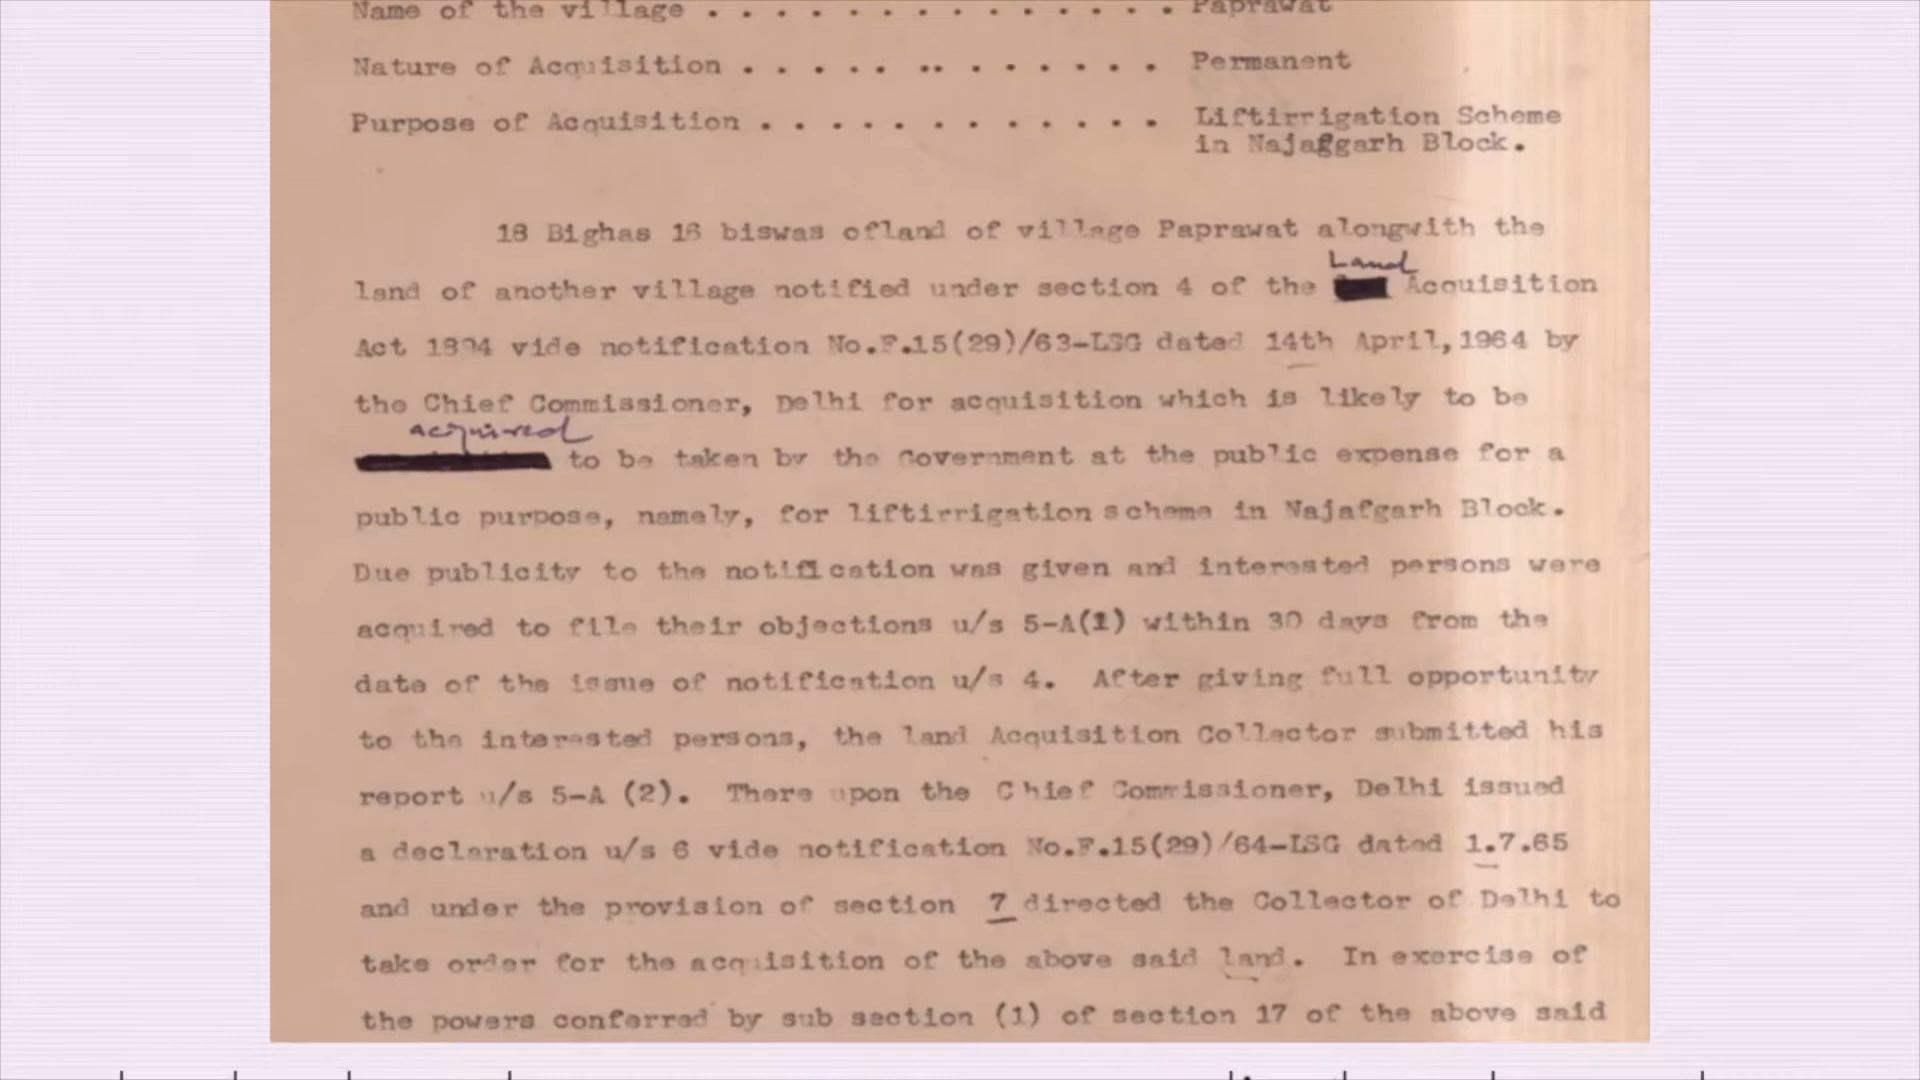 Name of the village . . . . . . . . . . . . . . Paprawat
Nature of Acquisition . . . . . .. . . . . . . Permanent
Purpose of Acquisition . . . . . . . . . . . . Liftirrigation Scheme
in Najafgarh Block.
18 Bighas 16 biswas ofland of village Paprawat alongwith the
Land
land of another village notified under section 4 of the Acquisition
Act 1894 vide notification No.F.15(29)/63-LSG dated 14th April,1964 by
the Chief Commissioner, Delhi for acquisition which is likely to be
acquired
to be taken by the Government at the public expense for a
public purpose, namely, for liftirrigation scheme in Najafgarh Block.
Due publicity to the notification was given and interested persons were
acquired to file their objections u/s 5-A(1) within 30 days from the
date of the issue of notification u/s 4. After giving full opportunity
to the interested persons, the land Acquisition Collector submitted his
report u/s 5-A (2). There upon the Chief Commissioner, Delhi issued
a declaration u/s 6 vide notification No.F.15(29)/64-LSG dated 1.7.65
and under the provision of section 7 directed the Collector of Delhi to
take order for the acquisition of the above said land. In exercise of
the powers conferred by sub section (1) of section 17 of the above said